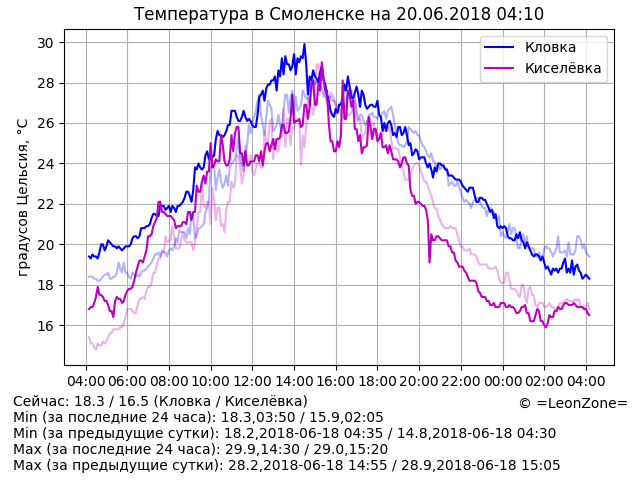 Температура в Смоленске на 20.06.2018 04:10
Кловка
Киселёвка
градусов Цельсия, °C
30
28
26
24
22
20
18
16
04:00 06:00 08:00 10:00 12:00 14:00 16:00 18:00 20:00 22:00 00:00 02:00 04:00
Сейчас: 18.3 / 16.5 (Кловка / Киселёвка)
© =LeonZone=
Min (за последние 24 часа): 18.3,03:50 / 15.9,02:05
Min (за предыдущие сутки): 18.2,2018-06-18 04:35 / 14.8,2018-06-18 04:30
Max (за последние 24 часа): 29.9,14:30 / 29.0,15:20
Max (за предыдущие сутки): 28.2,2018-06-18 14:55 / 28.9,2018-06-18 15:05